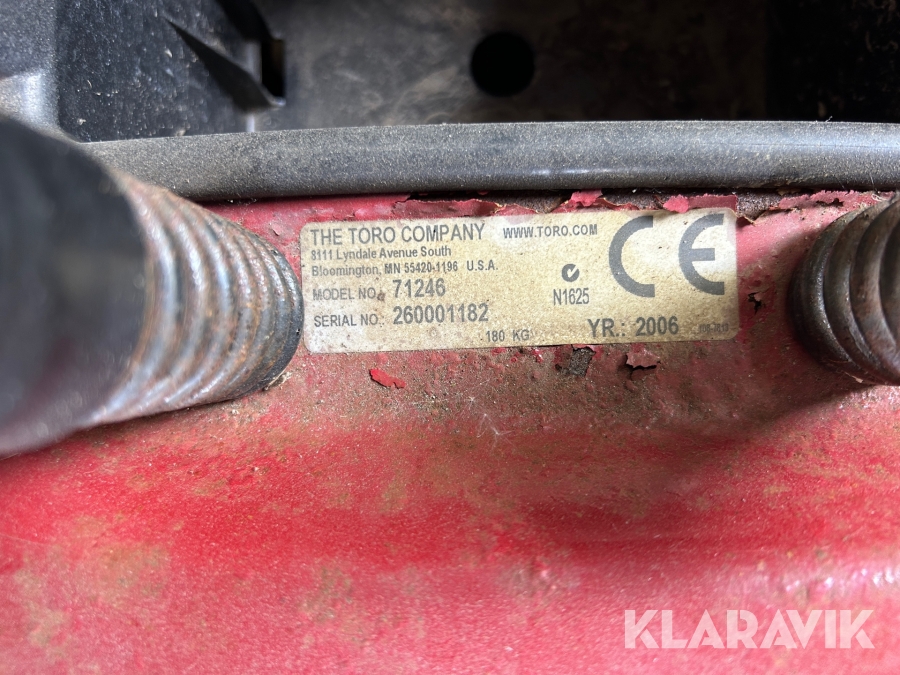 THE TORO COMPANY WWW.TORO.COM
8111 Lyndale Avenue South
Bloomington, MN 55420-1196 U.S.A.
MODEL NO.: 71246
SERIAL NO.: 260001182
180 KG
N1625
CE
YR.: 2006
KLARAVIK